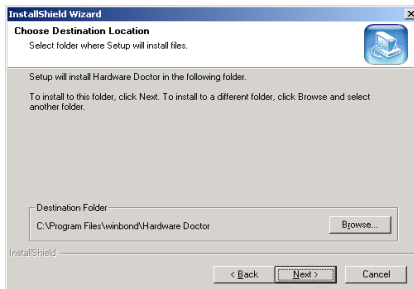 InstallShield Wizard
Choose Destination Location
Select folder where Setup will install files.
Setup will install Hardware Doctor in the following folder.
To install to this folder, click Next. To install to a different folder, click Browse and select
another folder.
Destination Folder
C:\Program Files\winbond\Hardware Doctor
Browse...
InstallShield
< Back
Next >
Cancel